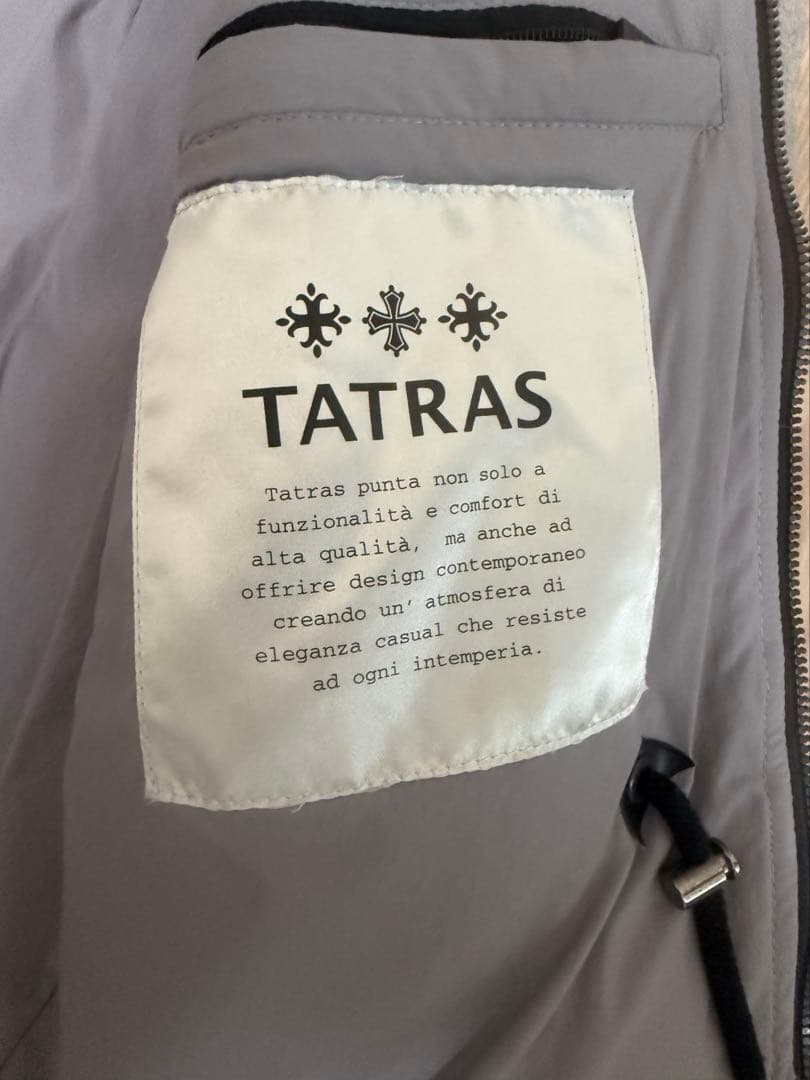 TATRAS
Tatras punta non solo a
funzionalità e comfort di
alta qualità, ma anche ad
offrire design contemporaneo
creando un' atmosfera di
eleganza casual che resiste
ad ogni intemperia.